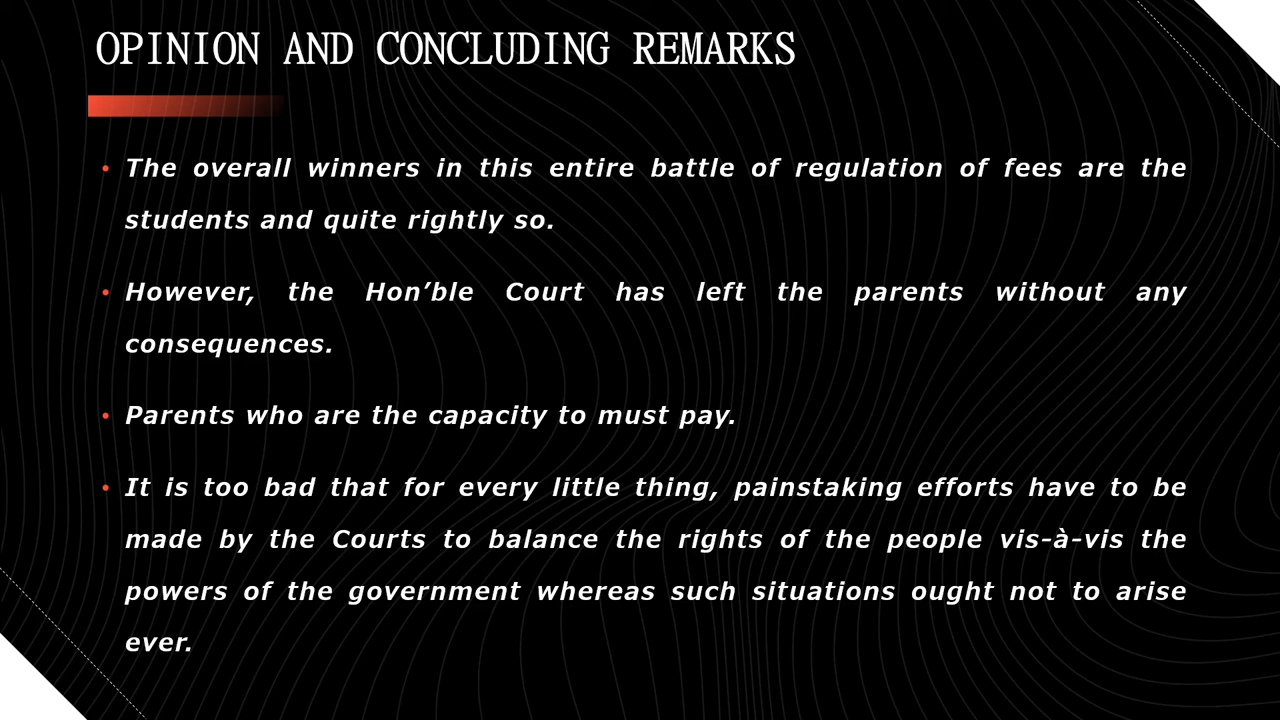 OPINION AND CONCLUDING REMARKS
• The overall winners in this entire battle of regulation of fees are the
students and quite rightly so.
• However, the Hon’ble Court has left the parents without any
consequences.
• Parents who are the capacity to must pay.
• It is too bad that for every little thing, painstaking efforts have to be
made by the Courts to balance the rights of the people vis-à-vis the
powers of the government whereas such situations ought not to arise
ever.